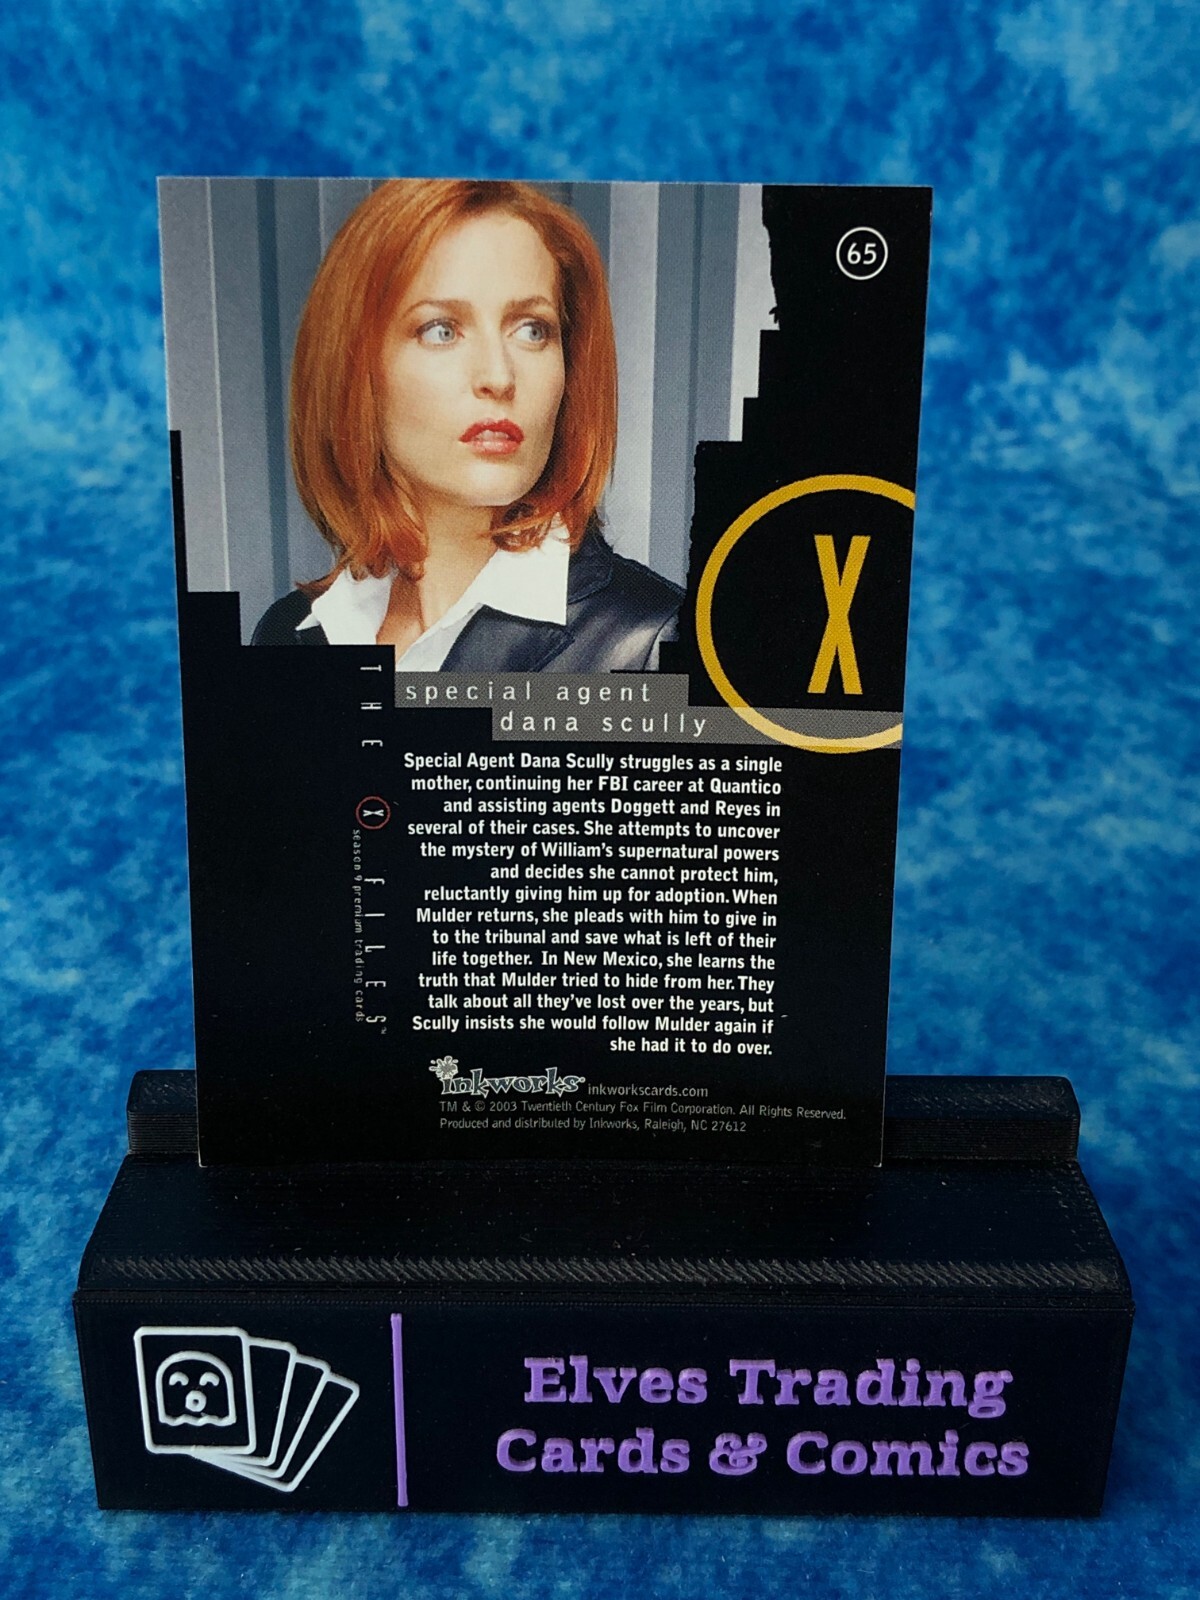 65
X
special agent
dana scully
THE X FILES™
season 9 premium trading cards
Special Agent Dana Scully struggles as a single
mother, continuing her FBI career at Quantico
and assisting agents Doggett and Reyes in
several of their cases. She attempts to uncover
the mystery of William's supernatural powers
and decides she cannot protect him,
reluctantly giving him up for adoption. When
Mulder returns, she pleads with him to give in
to the tribunal and save what is left of their
life together. In New Mexico, she learns the
truth that Mulder tried to hide from her. They
talk about all they've lost over the years, but
Scully insists she would follow Mulder again if
she had it to do over.
inkworks® inkworkscards.com
TM & © 2003 Twentieth Century Fox Film Corporation. All Rights Reserved.
Produced and distributed by Inkworks, Raleigh, NC 27612
Elves Trading
Cards & Comics